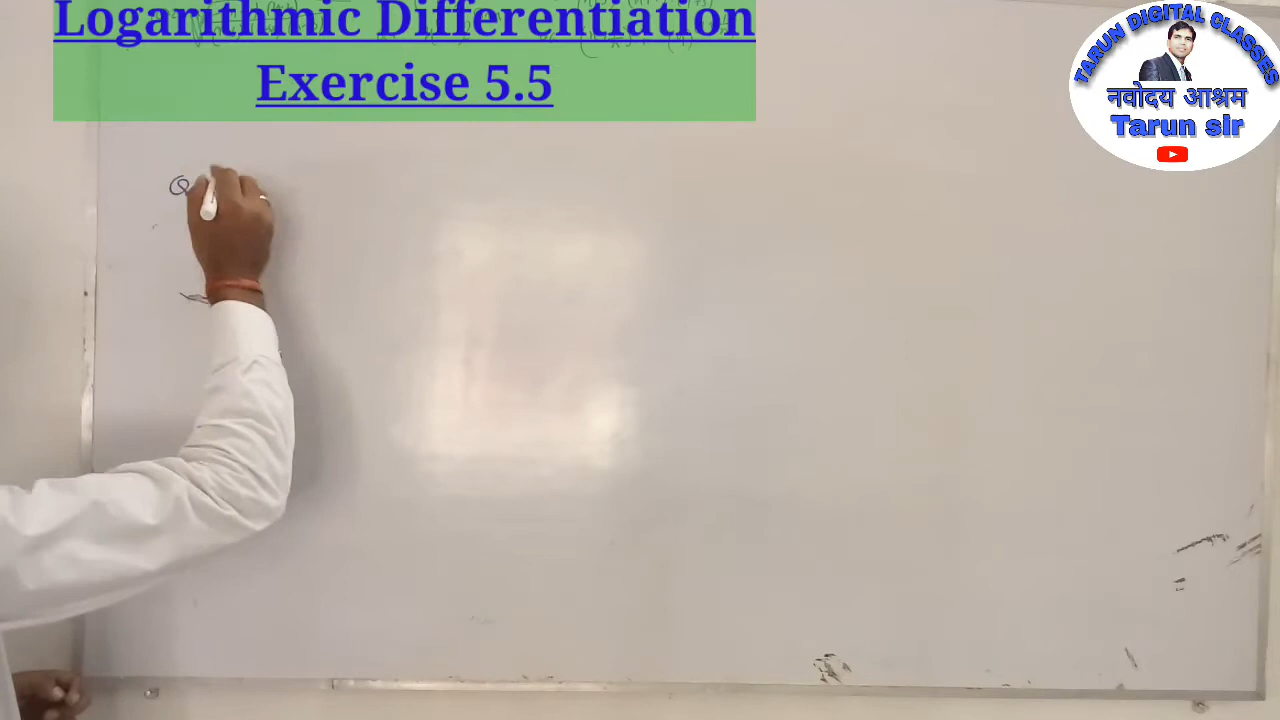 Logarithmic Differentiation
Exercise 5.5
TARUN DIGITAL CLASSES
नवोदय आश्रम
Tarun sir
Q